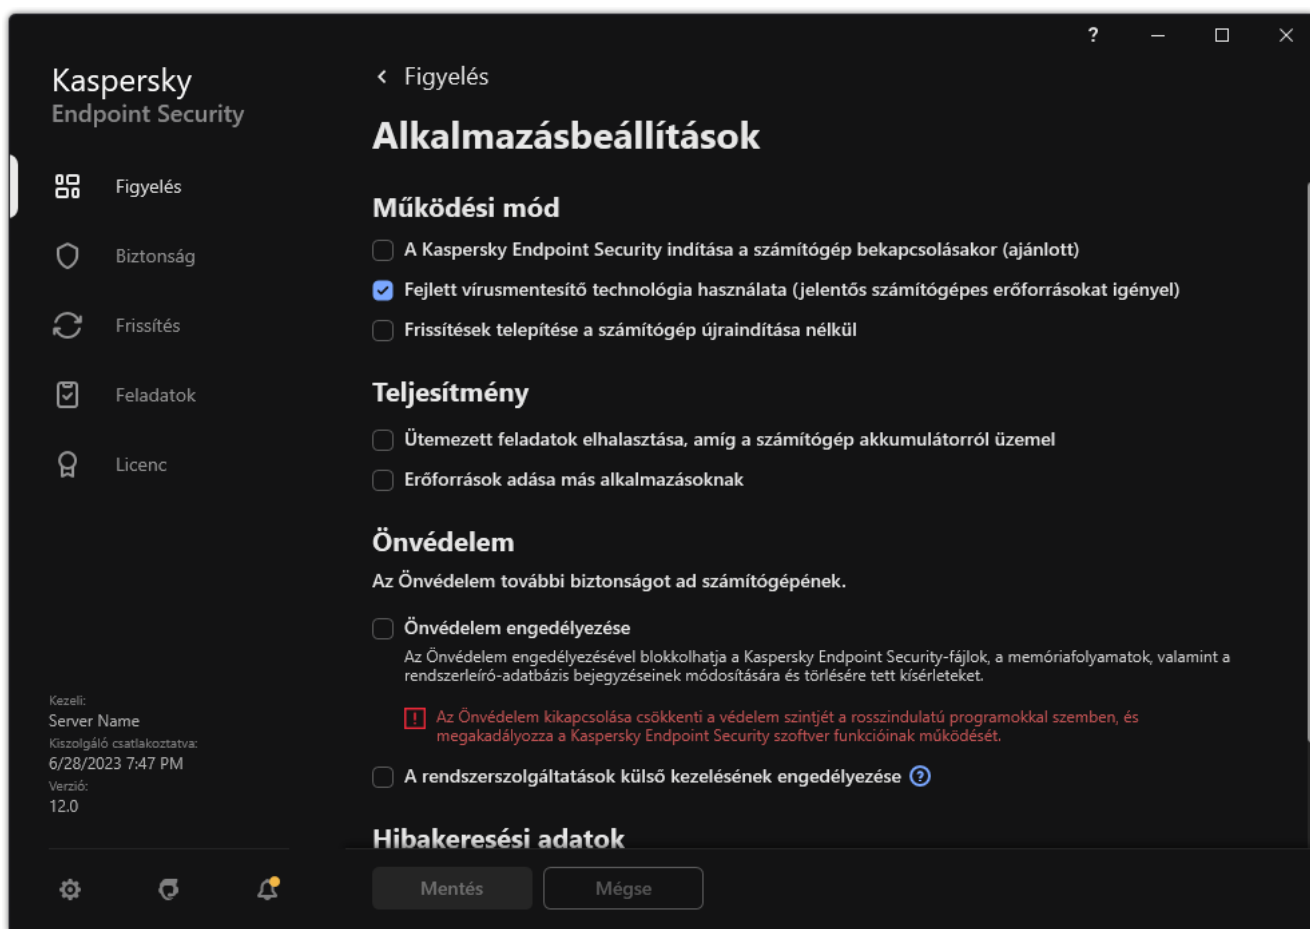 ?
Kaspersky
Endpoint Security
Figyelés
Biztonság
Frissítés
Feladatok
Licenc
Kezeli:
Server Name
Kiszolgáló csatlakoztatva:
6/28/2023 7:47 PM
Verzió:
12.0
Figyelés
Alkalmazásbeállítások
Működési mód
A Kaspersky Endpoint Security indítása a számítógép bekapcsolásakor (ajánlott)
Fejlett vírusmentesítő technológia használata (jelentős számítógépes erőforrásokat igényel)
Frissítések telepítése a számítógép újraindítása nélkül
Teljesítmény
Ütemezett feladatok elhalasztása, amíg a számítógép akkumulátorról üzemel
Erőforrások adása más alkalmazásoknak
Önvédelem
Az Önvédelem további biztonságot ad számítógépének.
Önvédelem engedélyezése
Az Önvédelem engedélyezésével blokkolhatja a Kaspersky Endpoint Security-fájlok, a memóriafolyamatok, valamint a
rendszerleíró-adatbázis bejegyzéseinek módosítására és törlésére tett kísérleteket.
Az Önvédelem kikapcsolása csökkenti a védelem szintjét a rosszindulatú programokkal szemben, és
megakadályozza a Kaspersky Endpoint Security szoftver funkcióinak működését.
A rendszerszolgáltatások külső kezelésének engedélyezése ?
Hibakeresési adatok
Mentés
Mégse